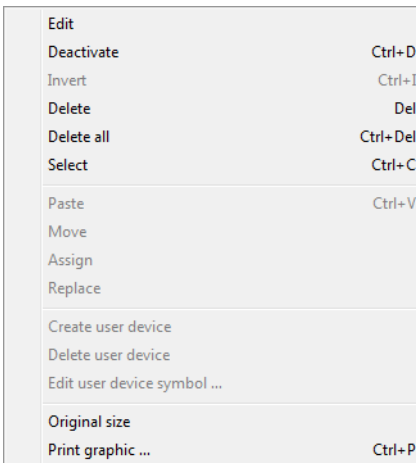 Edit
Deactivate Ctrl+D
Invert Ctrl+I
Delete Del
Delete all Ctrl+Del
Select Ctrl+C
Paste Ctrl+V
Move
Assign
Replace
Create user device
Delete user device
Edit user device symbol ...
Original size
Print graphic ... Ctrl+P